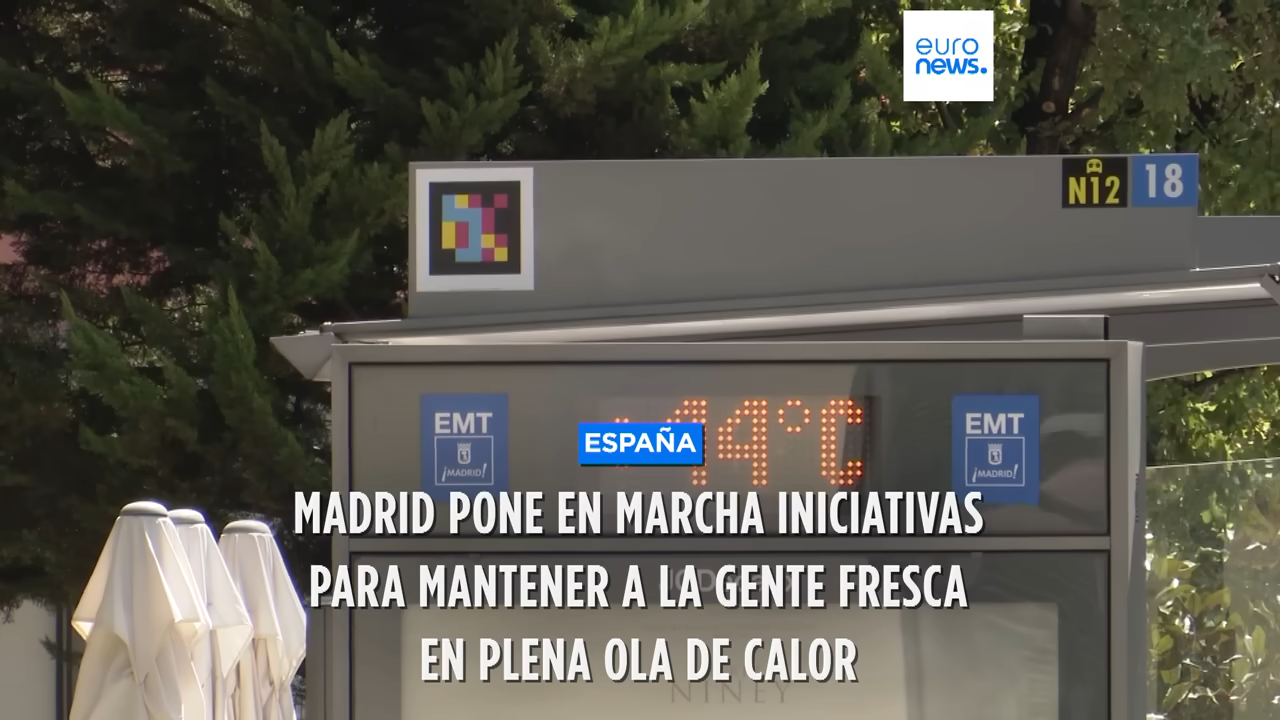 euro
news.
N12 18
EMT
¡MADRID!
44°C
EMT
¡MADRID!
ESPAÑA
MADRID PONE EN MARCHA INICIATIVAS
PARA MANTENER A LA GENTE FRESCA
EN PLENA OLA DE CALOR